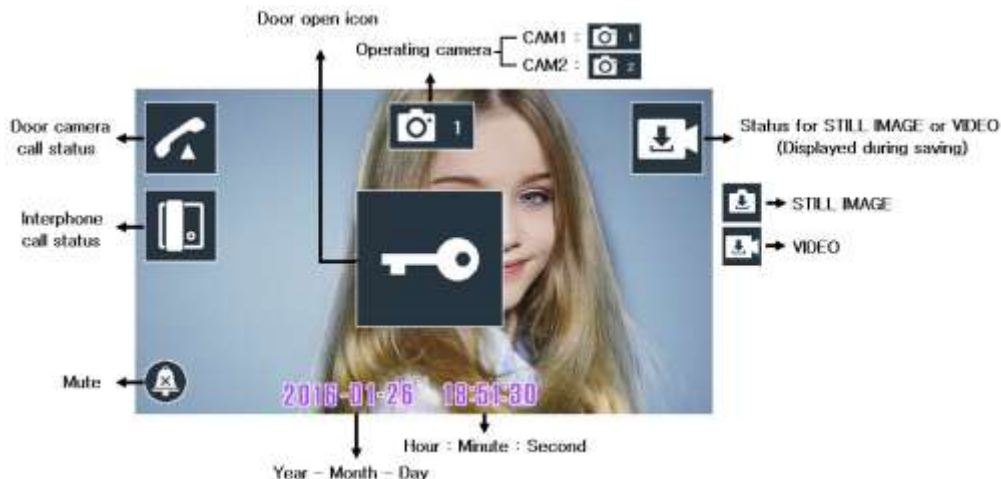 Door open icon
Operating camera
CAM1 : 1
CAM2 : 2
Door camera
call status
1
Status for STILL IMAGE or VIDEO
(Displayed during saving)
STILL IMAGE
VIDEO
Interphone
call status
Mute
2016-01-26 18:51:30
Hour : Minute : Second
Year - Month - Day